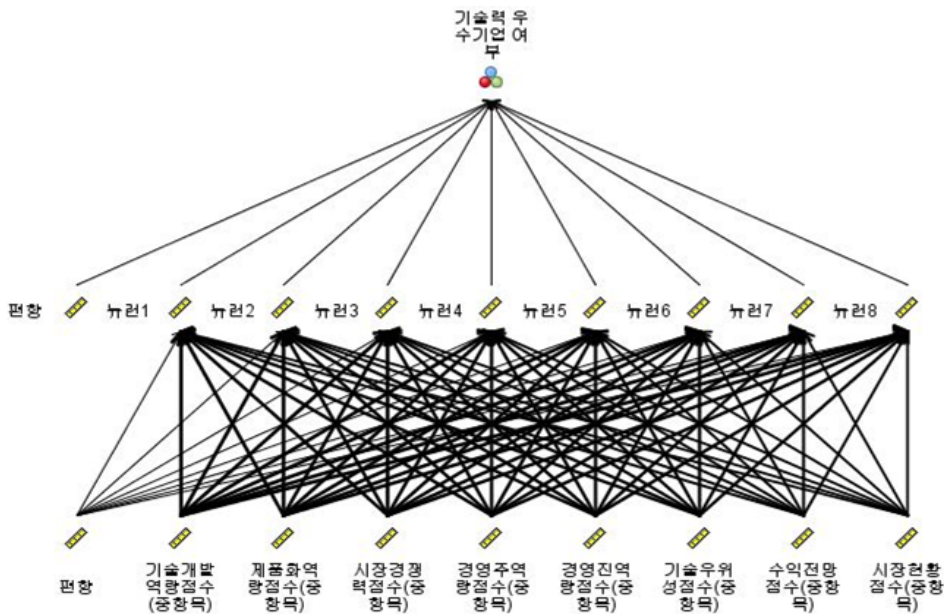 기술력 우
수기업 여
부
편향 뉴런1 뉴런2 뉴런3 뉴런4 뉴런5 뉴런6 뉴런7 뉴런8
편향
기술개발
역량점수
(중항목)
제품화역
량점수(중
항목)
시장경쟁
력점수(중
항목)
경영주역
량점수(중
항목)
경영진역
량점수(중
항목)
기술우위
성점수(중
항목)
수익전망
점수(중항
목)
시장현황
점수(중항
목)